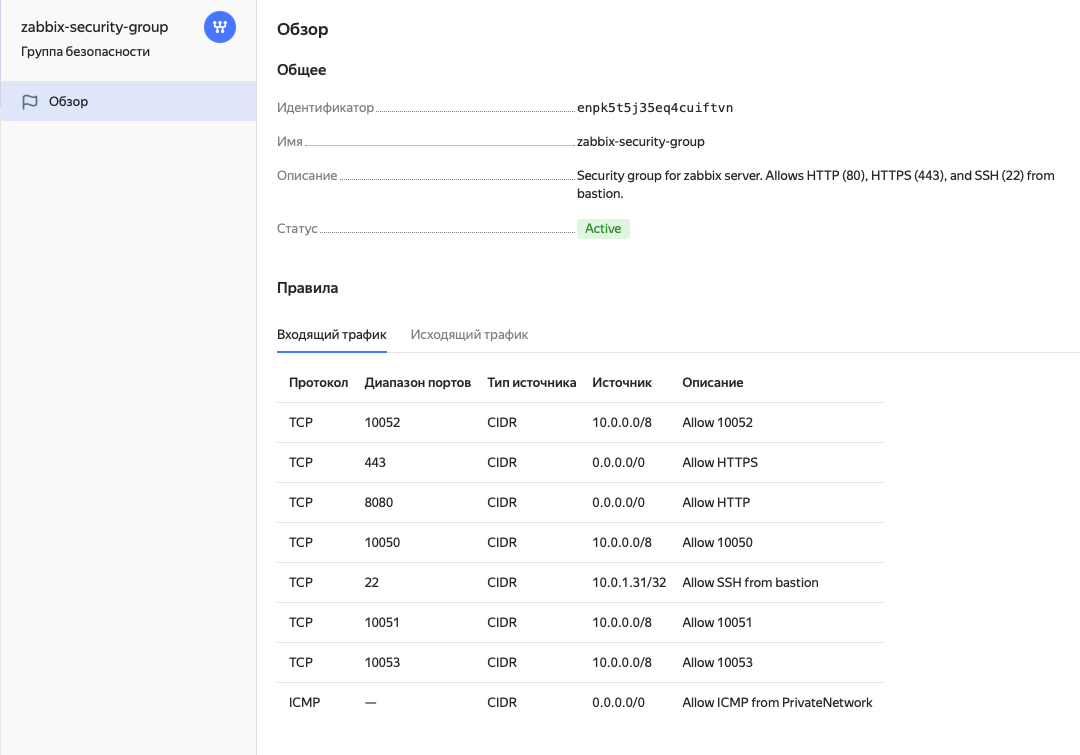 zabbix-security-group
Группа безопасности
Обзор
Обзор
Общее
Идентификатор enpk5t5j35eq4cuiftvn
Имя zabbix-security-group
Описание Security group for zabbix server. Allows HTTP (80), HTTPS (443), and SSH (22) from
bastion.
Статус Active
Правила
Входящий трафик Исходящий трафик
Протокол Диапазон портов Тип источника Источник Описание
TCP 10052 CIDR 10.0.0.0/8 Allow 10052
TCP 443 CIDR 0.0.0.0/0 Allow HTTPS
TCP 8080 CIDR 0.0.0.0/0 Allow HTTP
TCP 10050 CIDR 10.0.0.0/8 Allow 10050
TCP 22 CIDR 10.0.1.31/32 Allow SSH from bastion
TCP 10051 CIDR 10.0.0.0/8 Allow 10051
TCP 10053 CIDR 10.0.0.0/8 Allow 10053
ICMP — CIDR 0.0.0.0/0 Allow ICMP from PrivateNetwork